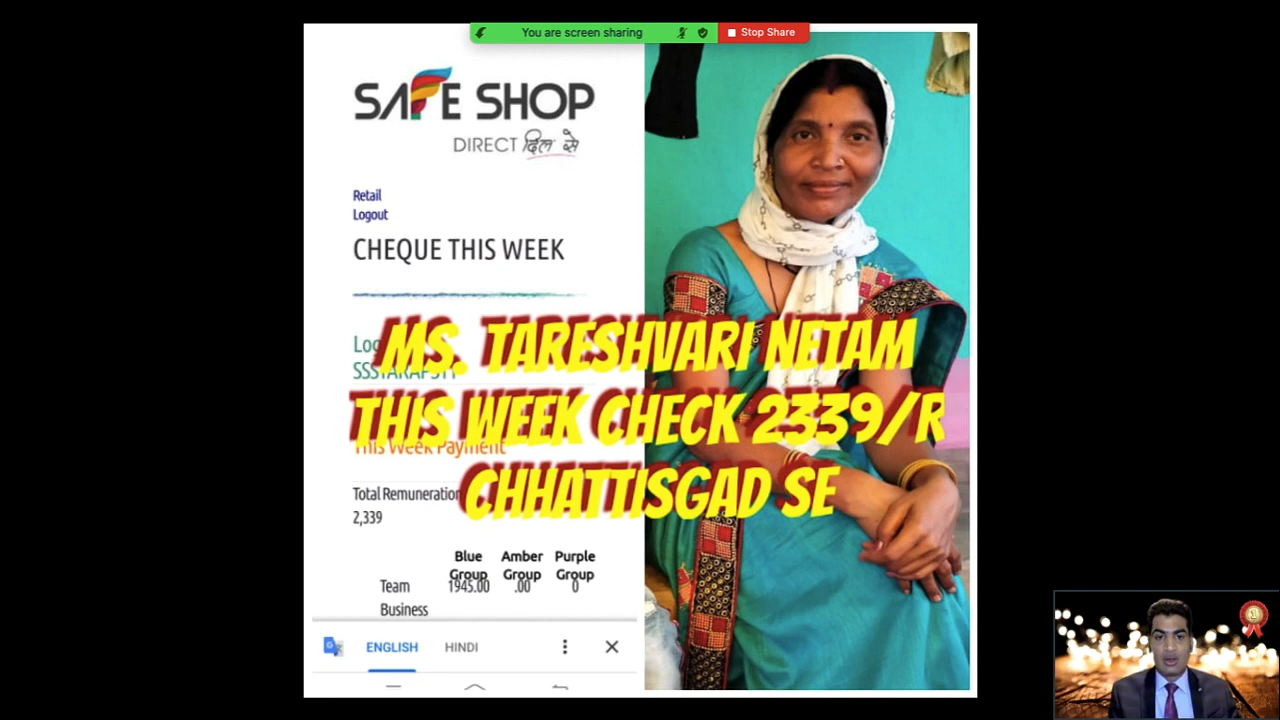 You are screen sharing
Stop Share
SAFE SHOP
DIRECT दिल से
Retail
Logout
CHEQUE THIS WEEK
MS. TARESHVARI NETAM
THIS WEEK CHECK 2339/R
This Week Payment
CHHATTISGAD SE
Total Remuneration
2,339
Blue Group
Amber Group
Purple Group
Team Business
1945.00
.00
0
ENGLISH
HINDI